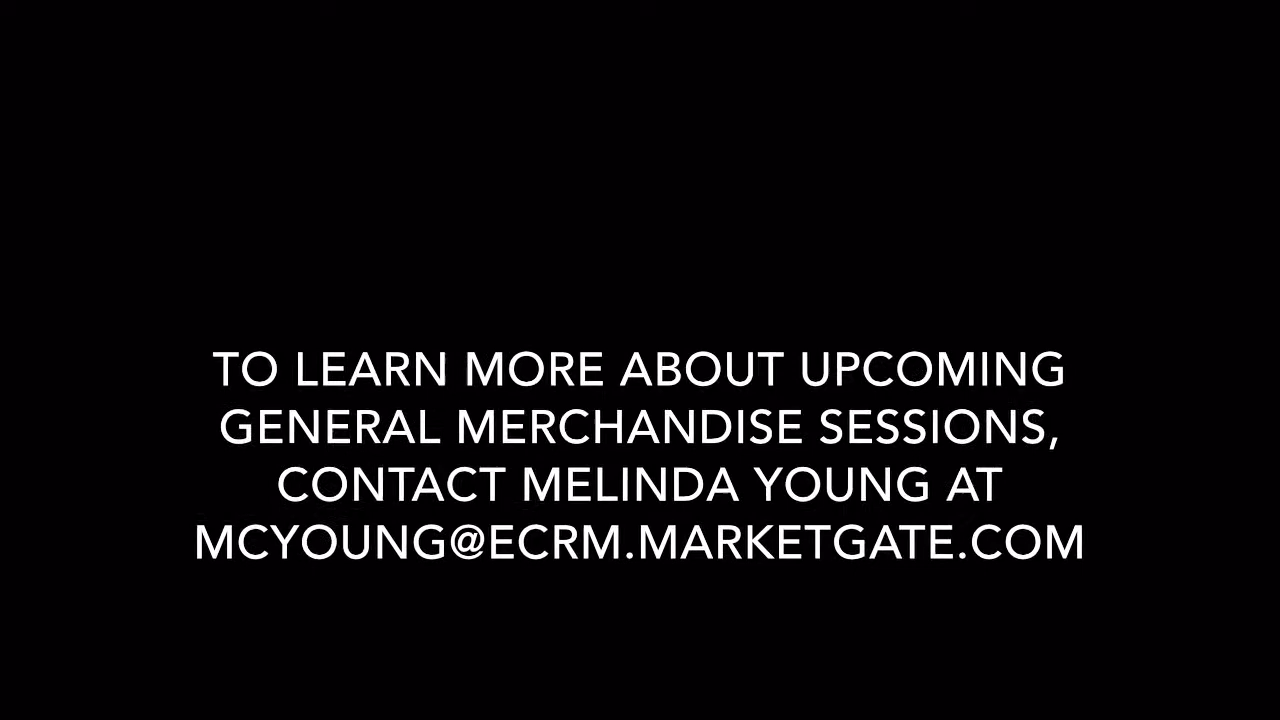 TO LEARN MORE ABOUT UPCOMING
GENERAL MERCHANDISE SESSIONS,
CONTACT MELINDA YOUNG AT
MCYOUNG@ECRM.MARKETGATE.COM